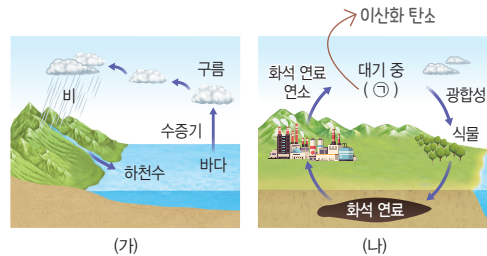 이산화 탄소
구름
비
수증기
하천수
바다
(가)
화석 연료
연소
대기 중
( ㉠ )
광합성
식물
화석 연료
(나)